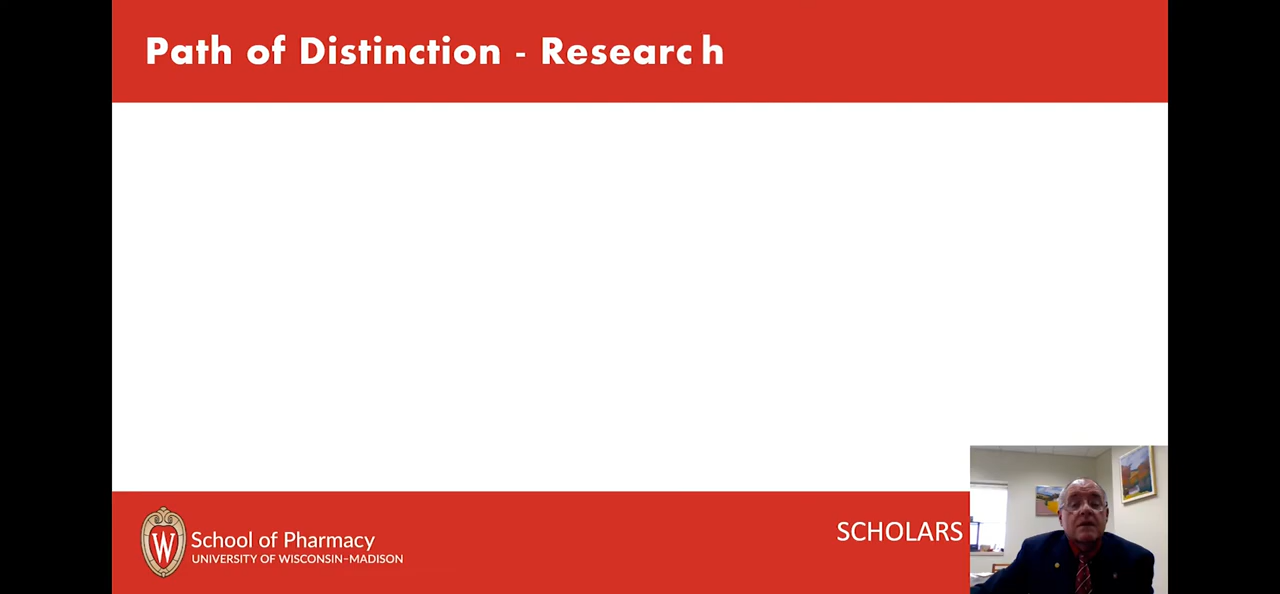 Path of Distinction - Research
School of Pharmacy
UNIVERSITY OF WISCONSIN–MADISON
SCHOLARS
W